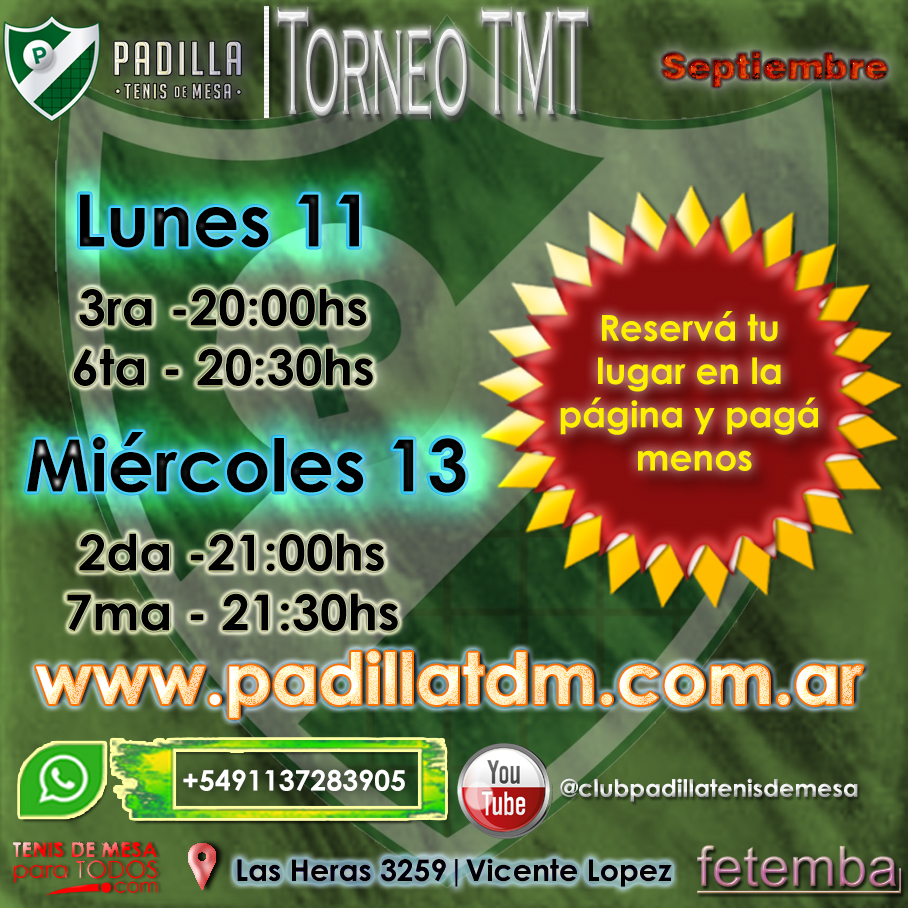 P
PADILLA
· TENIS DE MESA ·
TORNEO TMT
Septiembre
Lunes 11
3ra -20:00hs
6ta - 20:30hs
Reservá tu
lugar en la
página y pagá
menos
Miércoles 13
2da -21:00hs
7ma - 21:30hs
www.padillatdm.com.ar
+5491137283905
You
Tube
@clubpadillatenisdemesa
TENIS DE MESA
para TODOS
.com
Las Heras 3259|Vicente Lopez
fetemba
P